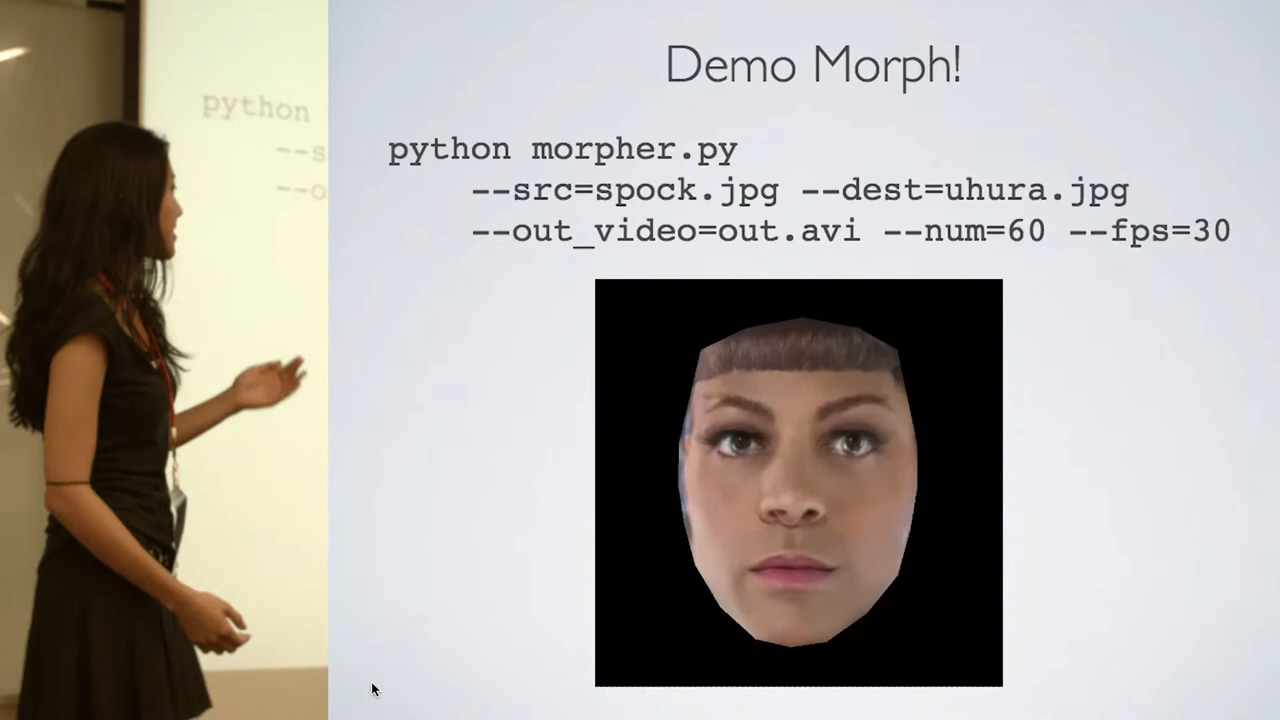 Demo Morph!
python morpher.py
--src=spock.jpg --dest=uhura.jpg
--out_video=out.avi --num=60 --fps=30
python
--s
--o